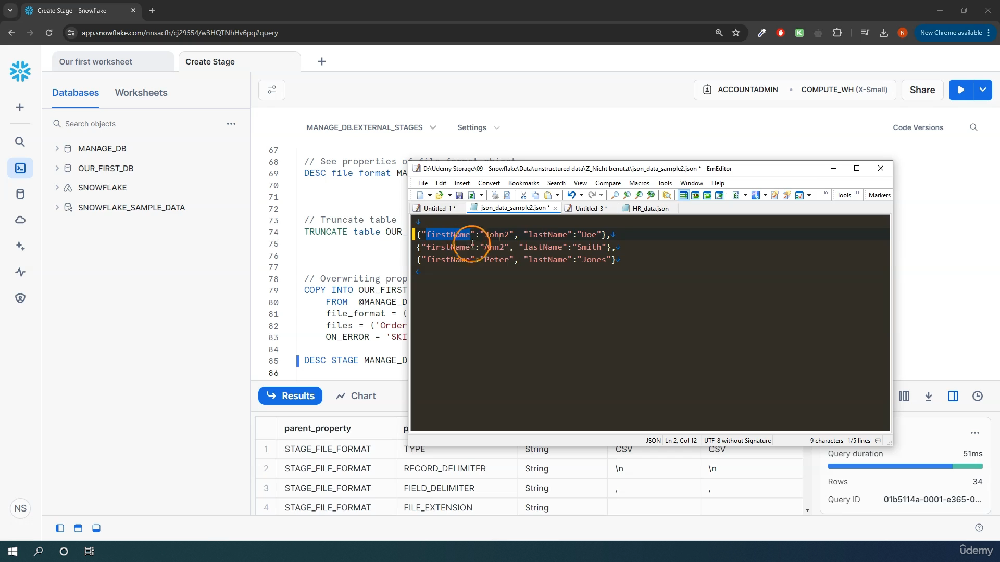 Create Stage - Snowflake
app.snowflake.com/nnsacfh/cj29554/w3HQTNhHv6pq#query
N
New Chrome available
Our first worksheet
Create Stage
Databases
Worksheets
ACCOUNTADMIN
COMPUTE_WH (X-Small)
Share
Search objects
MANAGE_DB
OUR_FIRST_DB
SNOWFLAKE
SNOWFLAKE_SAMPLE_DATA
NS
MANAGE_DB.EXTERNAL_STAGES
Settings
Code Versions
67
68 // See properties of file format object
69 DESC file format MA
70
71
72
73 // Truncate table
74 TRUNCATE table OUR_
75
76
77
78 // Overwriting prop
79 COPY INTO OUR_FIRST
80 FROM @MANAGE_D
81 file_format = (
82 files = ('Order
83 ON_ERROR = 'SKI
84
85 DESC STAGE MANAGE_D
86
D:\Udemy Storage\09 - Snowflake\Data\unstructured data\Z_Nicht benutzt\json_data_sample2.json * - EmEditor
File Edit Insert Convert Bookmarks Search View Compare Macros Tools Window Help
Tools
Markers
Untitled-1 *
json_data_sample2.json *
Untitled-3 *
HR_data.json
{"firstName":"John2", "lastName":"Doe"},
{"firstName":"Ann2", "lastName":"Smith"},
{"firstName":"Peter", "lastName":"Jones"}
JSON
Ln 2, Col 12
UTF-8 without Signature
9 characters
1/5 lines
Results
Chart
parent_property
p
1 STAGE_FILE_FORMAT TYPE String CSV CSV
2 STAGE_FILE_FORMAT RECORD_DELIMITER String \n \n
3 STAGE_FILE_FORMAT FIELD_DELIMITER String , ,
4 STAGE_FILE_FORMAT FILE_EXTENSION String
Query duration 51ms
Rows 34
Query ID 01b5114a-0001-e365-0...
udemy